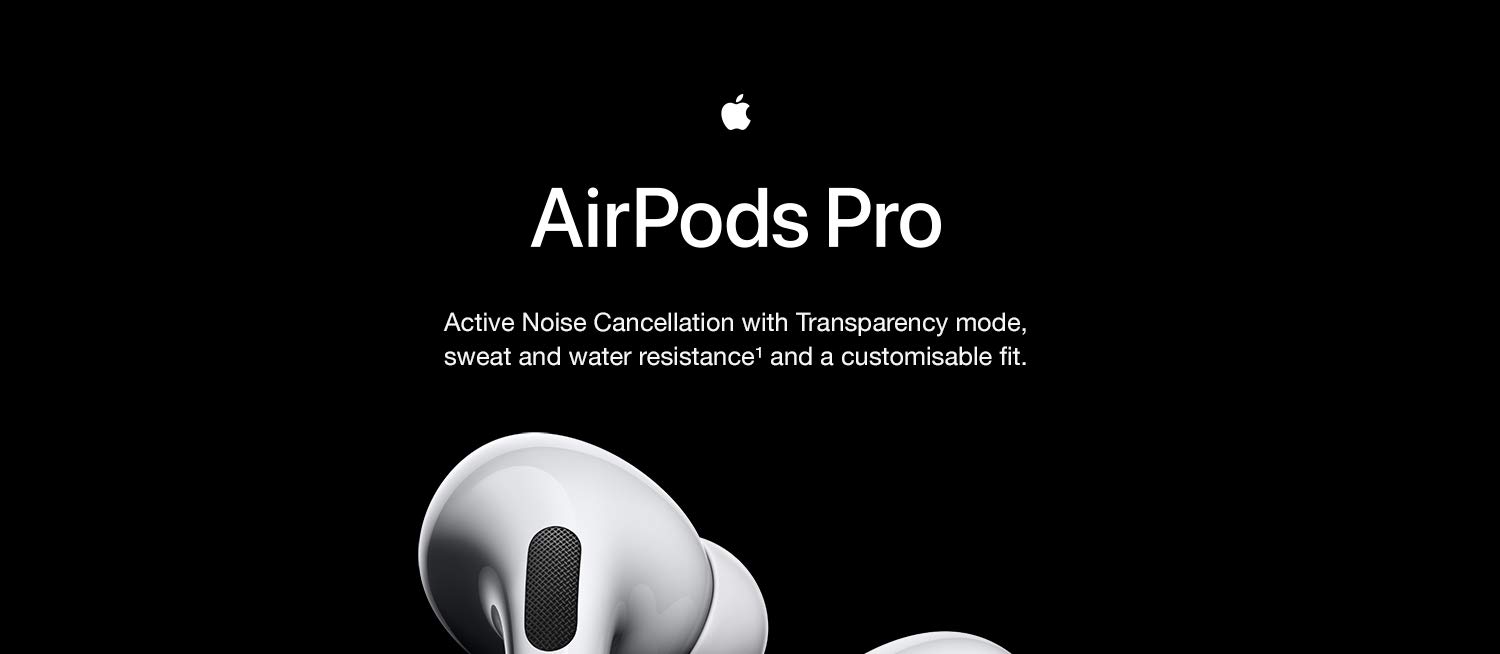 AirPods Pro
Active Noise Cancellation with Transparency mode,
sweat and water resistance¹ and a customisable fit.